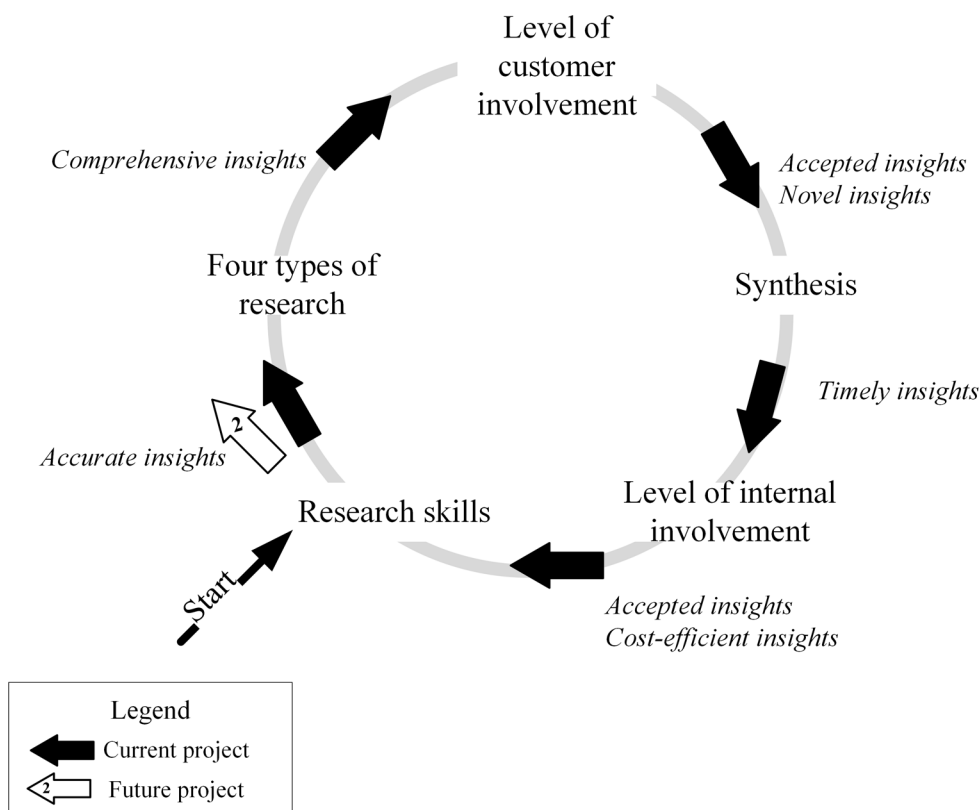 Level of
customer
involvement
Comprehensive insights
Accepted insights
Novel insights
Four types of
research
Synthesis
Timely insights
2
Accurate insights
Level of internal
involvement
Research skills
Start
Accepted insights
Cost-efficient insights
Legend
Current project
2
Future project